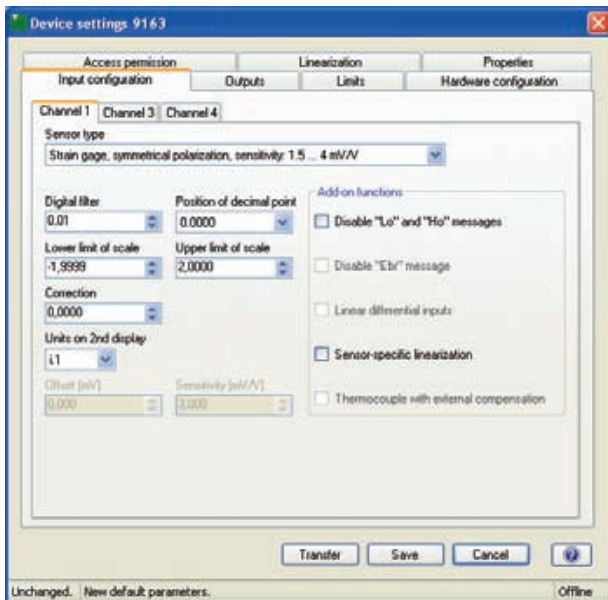 Device settings 9163
Access permission Linearization Properties
Input configuration Outputs Limits Hardware configuration
Channel 1 Channel 3 Channel 4
Sensor type
Strain gage, symmetrical polarization, sensitivity: 1.5 ... 4 mV/V
Digital filter Position of decimal point
0.01 0.0000
Lower limit of scale Upper limit of scale
-1,9999 2,0000
Correction
0,0000
Units on 2nd display
i.1
Offset [mV] Sensitivity [mV/V]
0,000 3,000
Add-on functions
Disable "Lo" and "Ho" messages
Disable "Ebr" message
Linear differential inputs
Sensor-specific linearization
Thermocouple with external compensation
Transfer Save Cancel ?
Unchanged. New default parameters. Offline